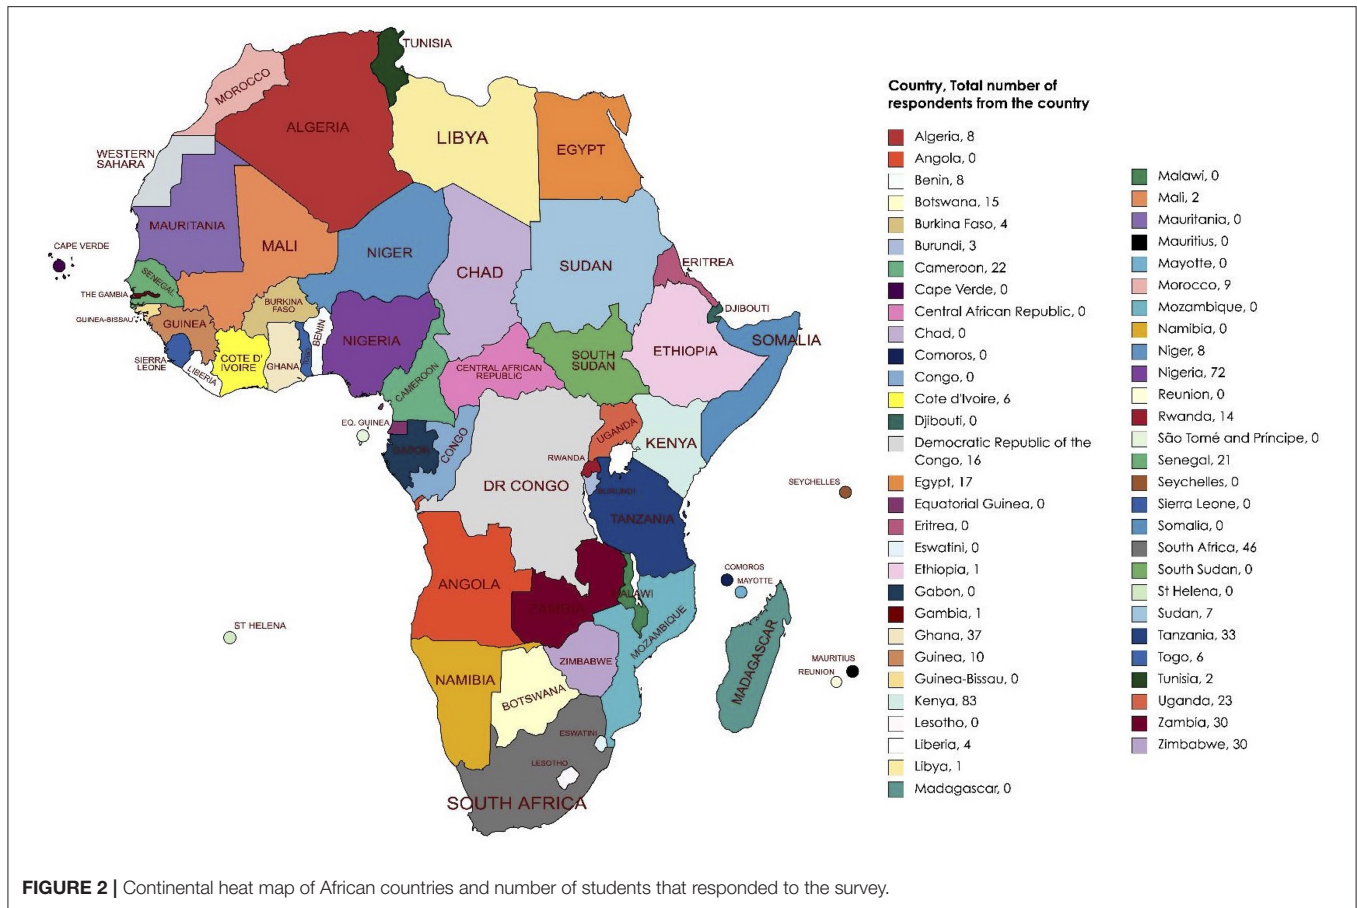 TUNISIA
MOROCCO
ALGERIA
LIBYA
EGYPT
WESTERN
SAHARA
MAURITANIA
MALI
NIGER
CHAD
SUDAN
ERITREA
CAPE VERDE
SENEGAL
THE GAMBIA
GUINEA-BISSAU
GUINEA
BURKINA
FASO
BENIN
NIGERIA
DJIBOUTI
SOMALIA
SIERRA
LEONE
LIBERIA
COTE D'
IVOIRE
GHANA
CAMEROON
CENTRAL AFRICAN
REPUBLIC
SOUTH
SUDAN
ETHIOPIA
EQ. GUINEA
GABON
CONGO
UGANDA
KENYA
RWANDA
BURUNDI
DR CONGO
TANZANIA
SEYCHELLES
ANGOLA
ZAMBIA
MALAWI
MOZAMBIQUE
COMOROS
MAYOTTE
ST HELENA
MADAGASCAR
MAURITIUS
REUNION
NAMIBIA
ZIMBABWE
BOTSWANA
ESWATINI
LESOTHO
SOUTH AFRICA
Country, Total number of
respondents from the country
Algeria, 8
Angola, 0
Benin, 8
Botswana, 15
Burkina Faso, 4
Burundi, 3
Cameroon, 22
Cape Verde, 0
Central African Republic, 0
Chad, 0
Comoros, 0
Congo, 0
Cote d'Ivoire, 6
Djibouti, 0
Democratic Republic of the
Congo, 16
Egypt, 17
Equatorial Guinea, 0
Eritrea, 0
Eswatini, 0
Ethiopia, 1
Gabon, 0
Gambia, 1
Ghana, 37
Guinea, 10
Guinea-Bissau, 0
Kenya, 83
Lesotho, 0
Liberia, 4
Libya, 1
Madagascar, 0
Malawi, 0
Mali, 2
Mauritania, 0
Mauritius, 0
Mayotte, 0
Morocco, 9
Mozambique, 0
Namibia, 0
Niger, 8
Nigeria, 72
Reunion, 0
Rwanda, 14
São Tomé and Príncipe, 0
Senegal, 21
Seychelles, 0
Sierra Leone, 0
Somalia, 0
South Africa, 46
South Sudan, 0
St Helena, 0
Sudan, 7
Tanzania, 33
Togo, 6
Tunisia, 2
Uganda, 23
Zambia, 30
Zimbabwe, 30
FIGURE 2 | Continental heat map of African countries and number of students that responded to the survey.